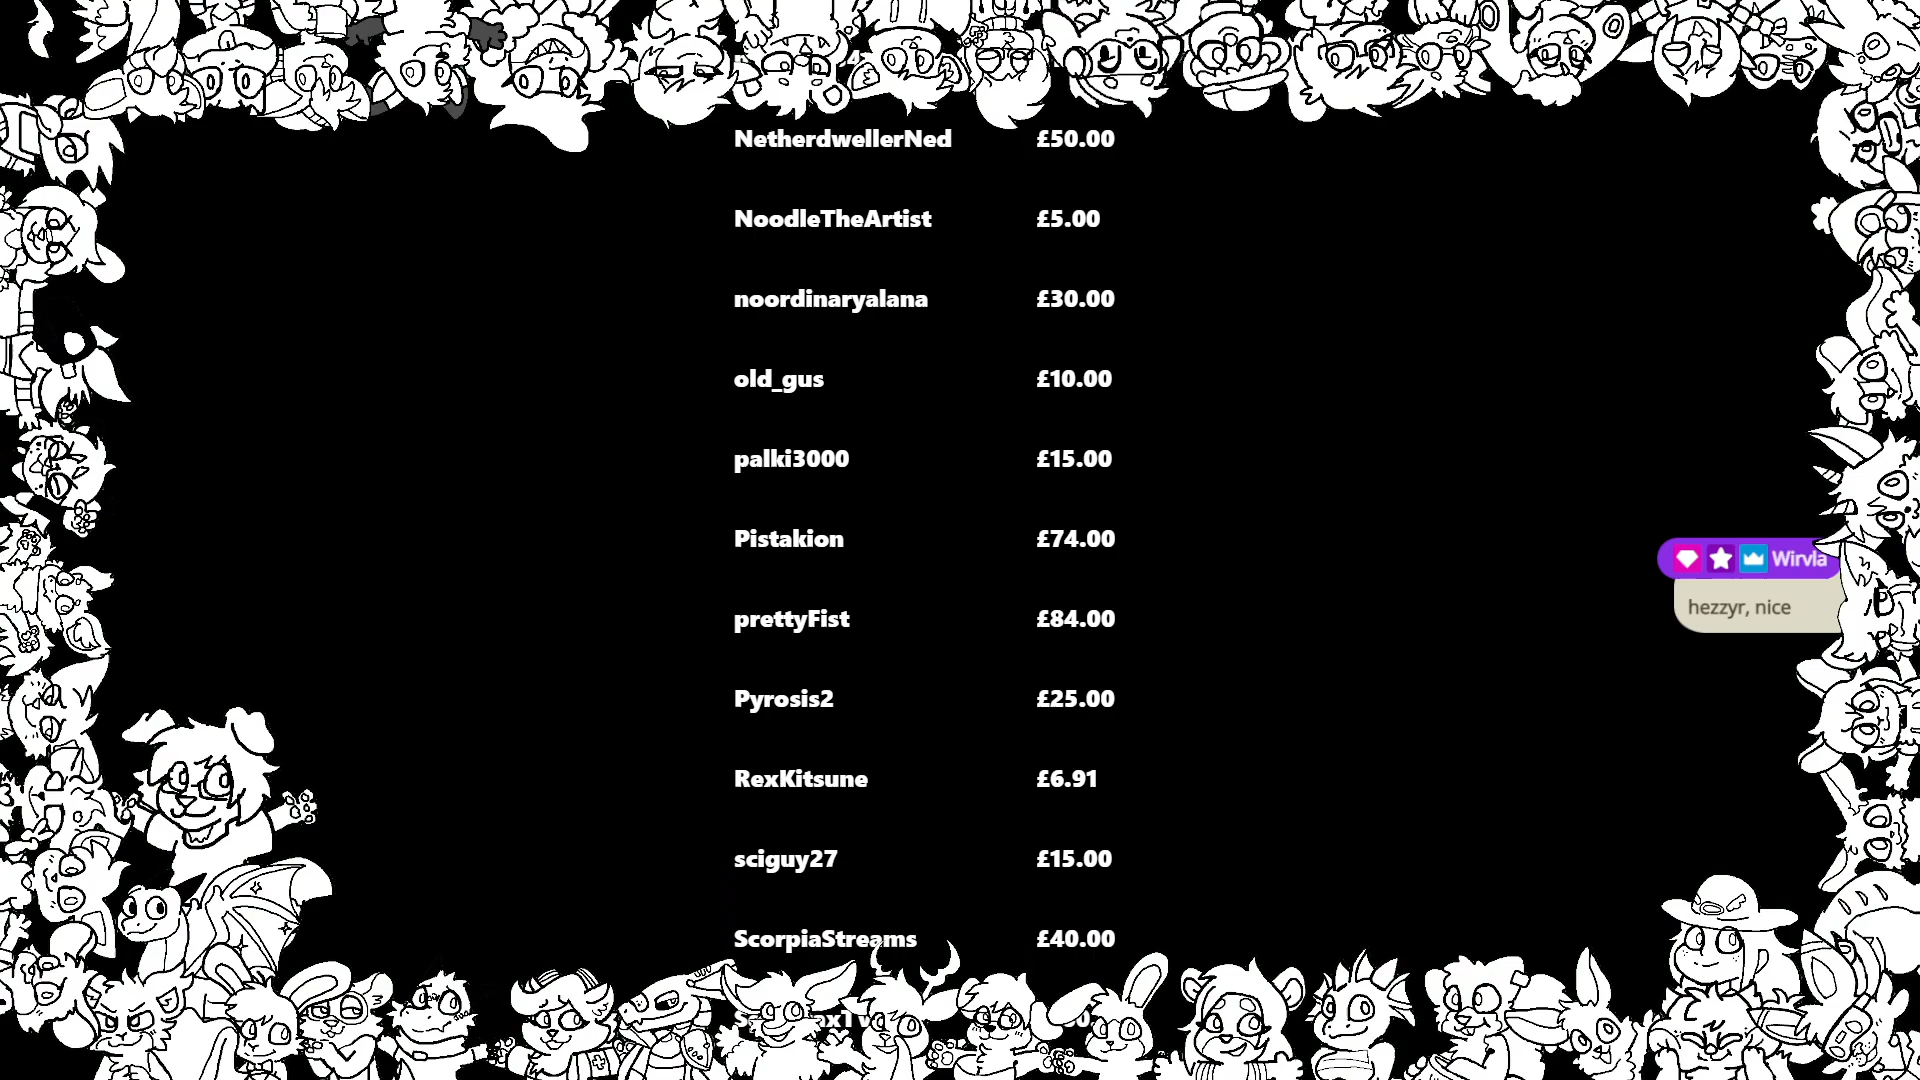 NetherdwellerNed £50.00
NoodleTheArtist £5.00
noordinaryalana £30.00
old_gus £10.00
palki3000 £15.00
Pistakion £74.00
Wirvla
prettyFist £84.00
hezzyr, nice
Pyrosis2 £25.00
RexKitsune £6.91
sciguy27 £15.00
ScorpiaStreams £40.00